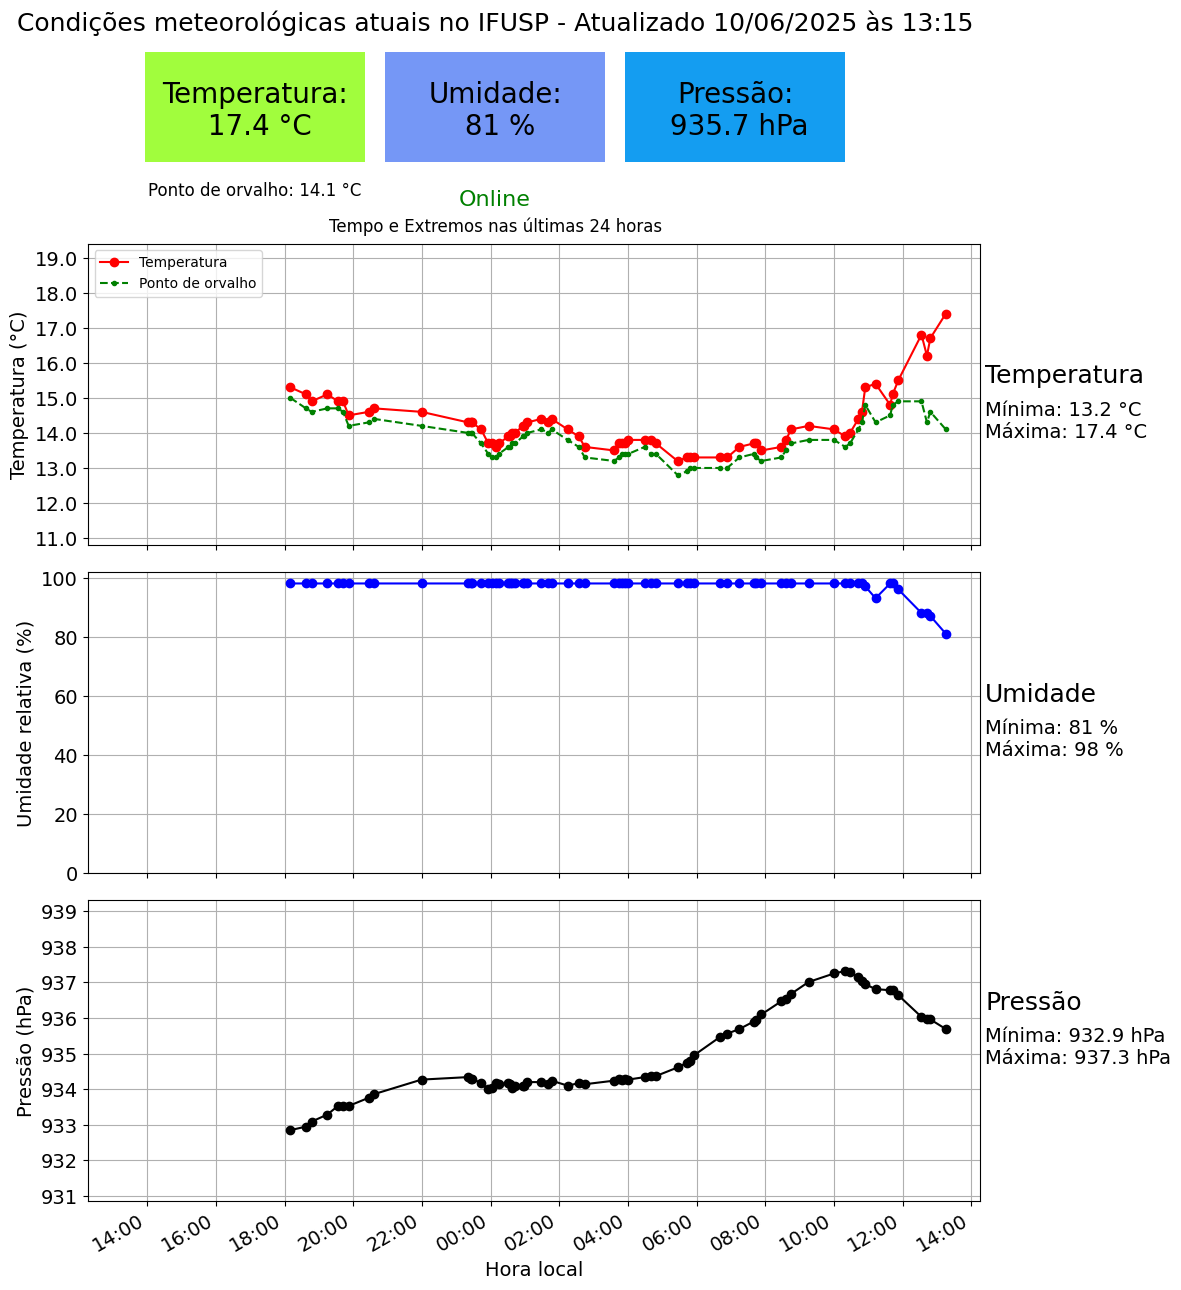 Condições meteorológicas atuais no IFUSP - Atualizado 10/06/2025 às 13:15
Temperatura:
17.4 °C
Umidade:
81 %
Pressão:
935.7 hPa
Ponto de orvalho: 14.1 °C
Online
Tempo e Extremos nas últimas 24 horas
Temperatura
Ponto de orvalho
Temperatura (°C)
19.0
18.0
17.0
16.0
15.0
14.0
13.0
12.0
11.0
Temperatura
Mínima: 13.2 °C
Máxima: 17.4 °C
Umidade relativa (%)
100
80
60
40
20
0
Umidade
Mínima: 81 %
Máxima: 98 %
Pressão (hPa)
939
938
937
936
935
934
933
932
931
Pressão
Mínima: 932.9 hPa
Máxima: 937.3 hPa
14:00 16:00 18:00 20:00 22:00 00:00 02:00 04:00 06:00 08:00 10:00 12:00 14:00
Hora local